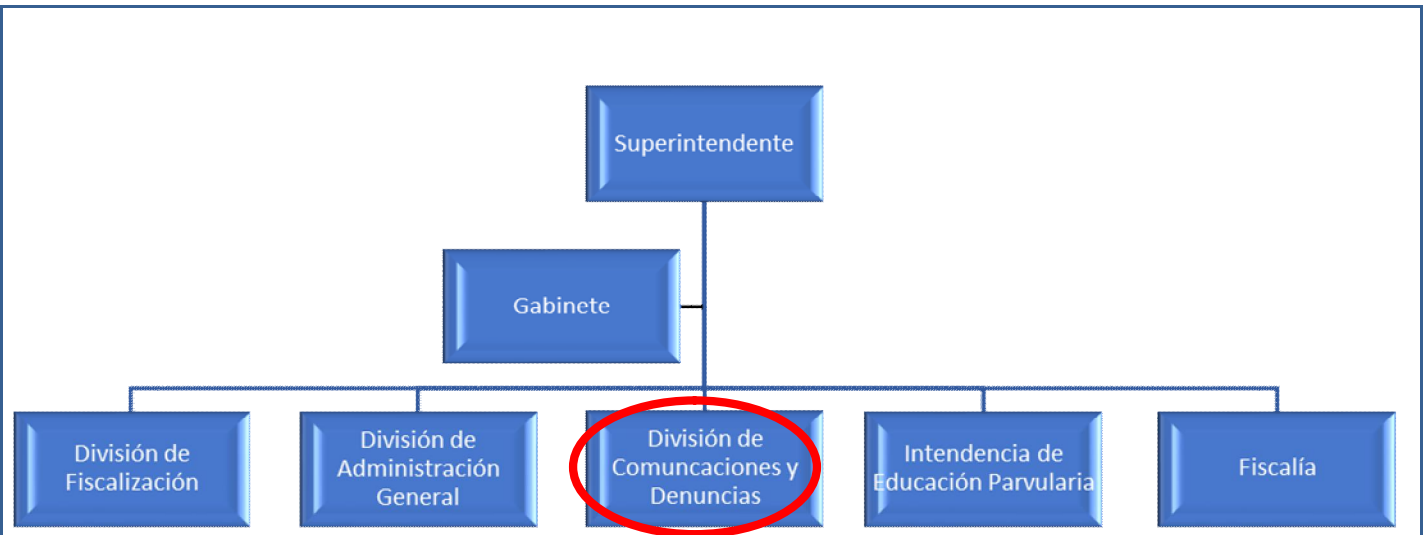 Superintendente
Gabinete
División de
Fiscalización
División de
Administración
General
División de
Comuncaciones y
Denuncias
Intendencia de
Educación Parvularia
Fiscalía